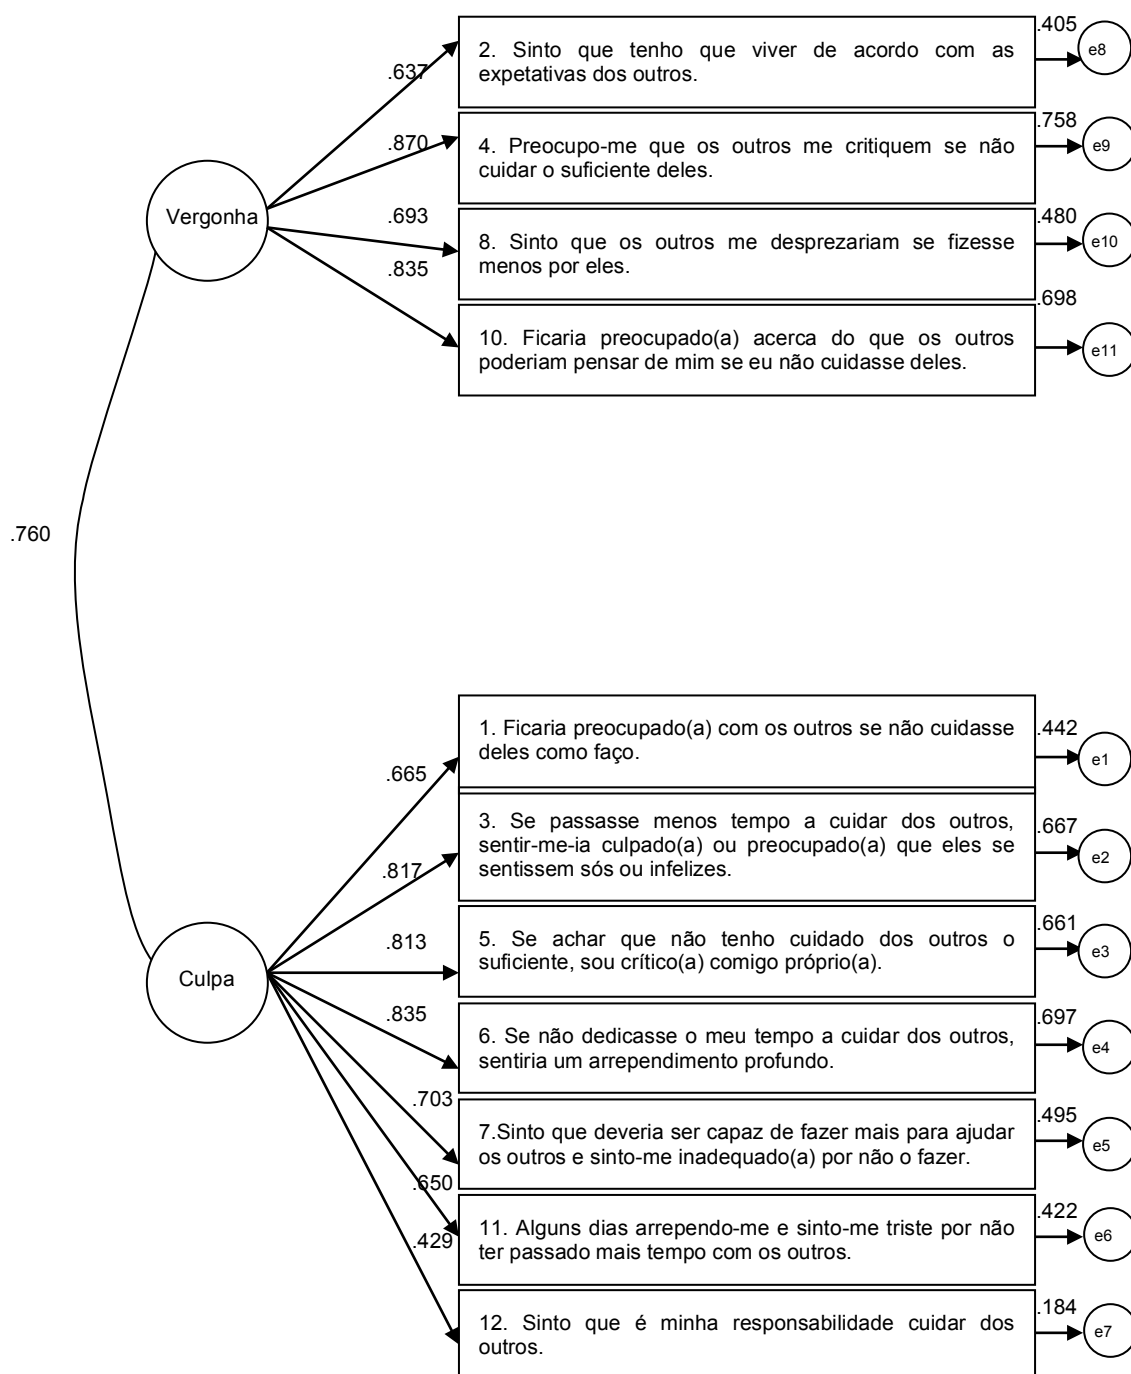 .405
e8
2. Sinto que tenho que viver de acordo com as
expetativas dos outros.
.637
.758
e9
4. Preocupo-me que os outros me critiquem se não
cuidar o suficiente deles.
.870
Vergonha
.693
.480
e10
8. Sinto que os outros me desprezariam se fizesse
menos por eles.
.835
.698
e11
10. Ficaria preocupado(a) acerca do que os outros
poderiam pensar de mim se eu não cuidasse deles.
.760
1. Ficaria preocupado(a) com os outros se não cuidasse
deles como faço.
.442
e1
.665
3. Se passasse menos tempo a cuidar dos outros,
sentir-me-ia culpado(a) ou preocupado(a) que eles se
sentissem sós ou infelizes.
.667
e2
.817
.813
5. Se achar que não tenho cuidado dos outros o
suficiente, sou crítico(a) comigo próprio(a).
.661
e3
Culpa
.835
6. Se não dedicasse o meu tempo a cuidar dos outros,
sentiria um arrependimento profundo.
.697
e4
.703
7.Sinto que deveria ser capaz de fazer mais para ajudar
os outros e sinto-me inadequado(a) por não o fazer.
.495
e5
.650
11. Alguns dias arrependo-me e sinto-me triste por não
ter passado mais tempo com os outros.
.422
e6
.429
12. Sinto que é minha responsabilidade cuidar dos
outros.
.184
e7